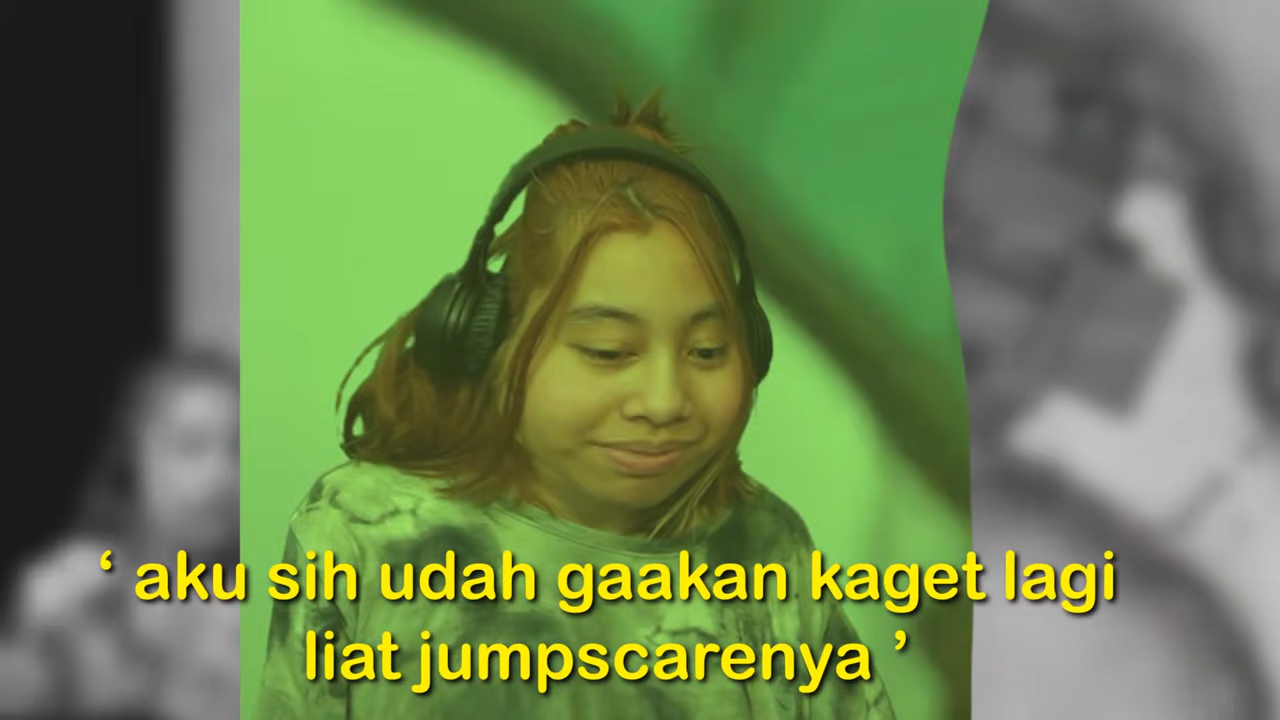 ‘ aku sih udah gaakan kaget lagi
liat jumpscarenya ’